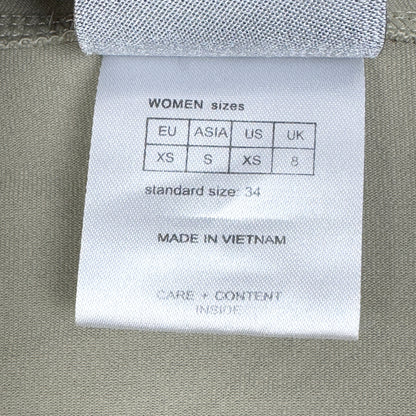 WOMEN sizes
EU ASIA US UK
XS S XS 8
standard size: 34
MADE IN VIETNAM
CARE + CONTENT
INSIDE